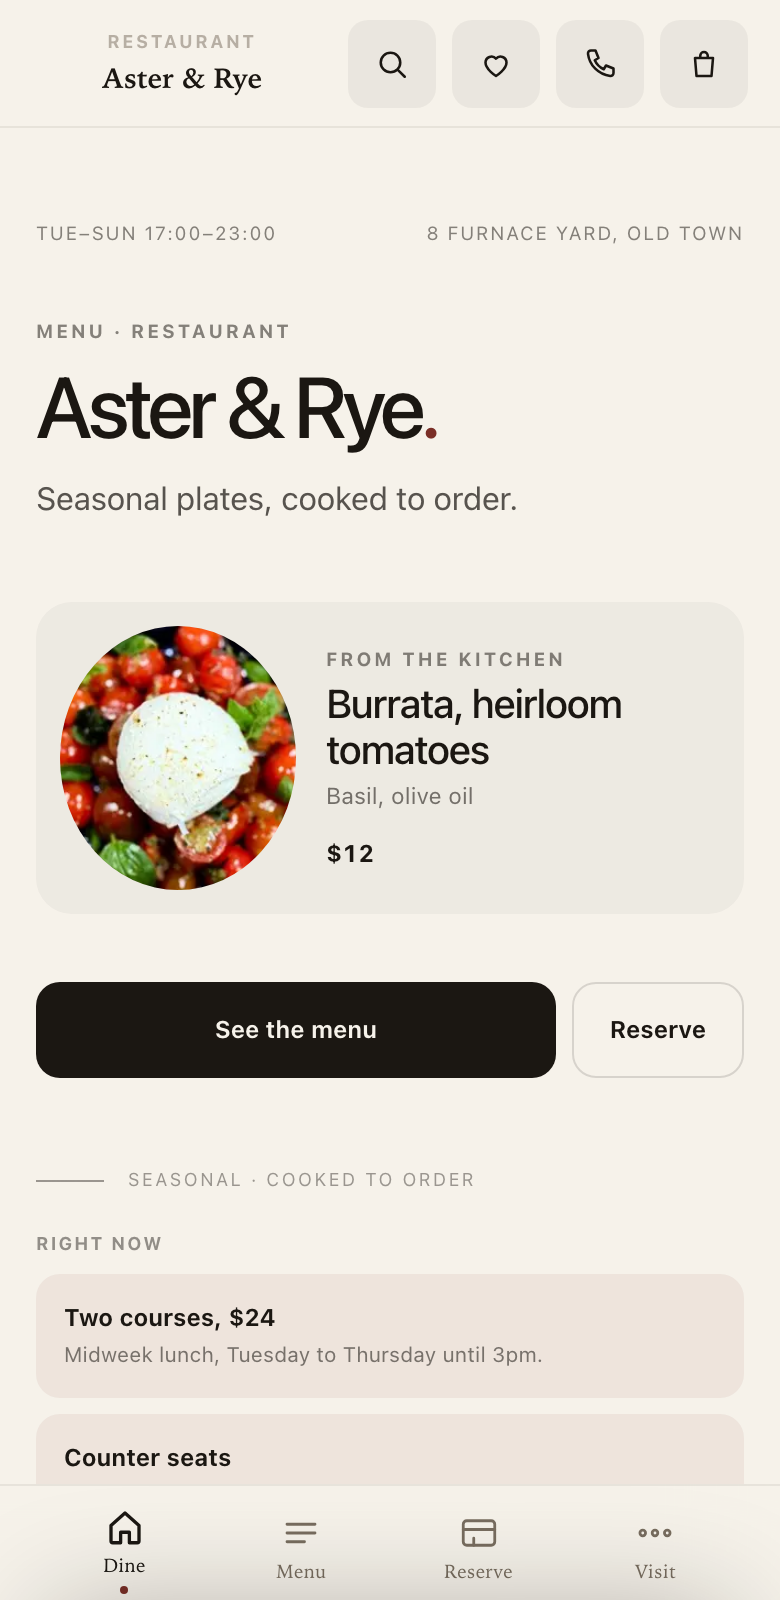 RESTAURANT
Aster & Rye
TUE–SUN 17:00–23:00
8 FURNACE YARD, OLD TOWN
MENU · RESTAURANT
Aster & Rye.
Seasonal plates, cooked to order.
FROM THE KITCHEN
Burrata, heirloom
tomatoes
Basil, olive oil
$12
See the menu
Reserve
SEASONAL · COOKED TO ORDER
RIGHT NOW
Two courses, $24
Midweek lunch, Tuesday to Thursday until 3pm.
Counter seats
Dine
Menu
Reserve
Visit